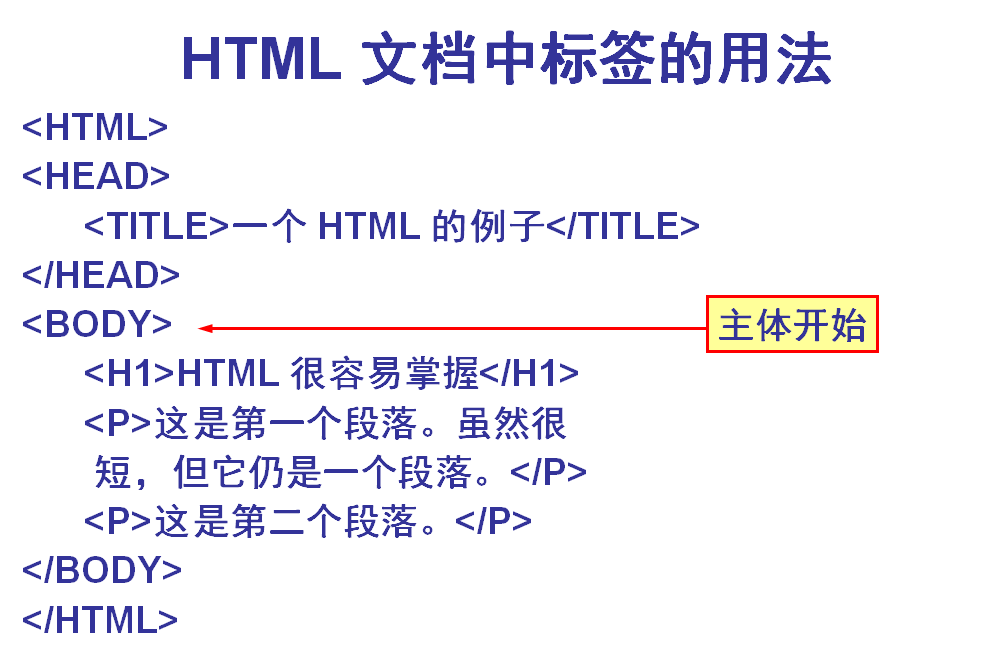 HTML 文档中标签的用法
<HTML>
<HEAD>
<TITLE>一个 HTML 的例子</TITLE>
</HEAD>
<BODY>
主体开始
<H1>HTML 很容易掌握</H1>
<P>这是第一个段落。虽然很
短，但它仍是一个段落。</P>
<P>这是第二个段落。</P>
</BODY>
</HTML>